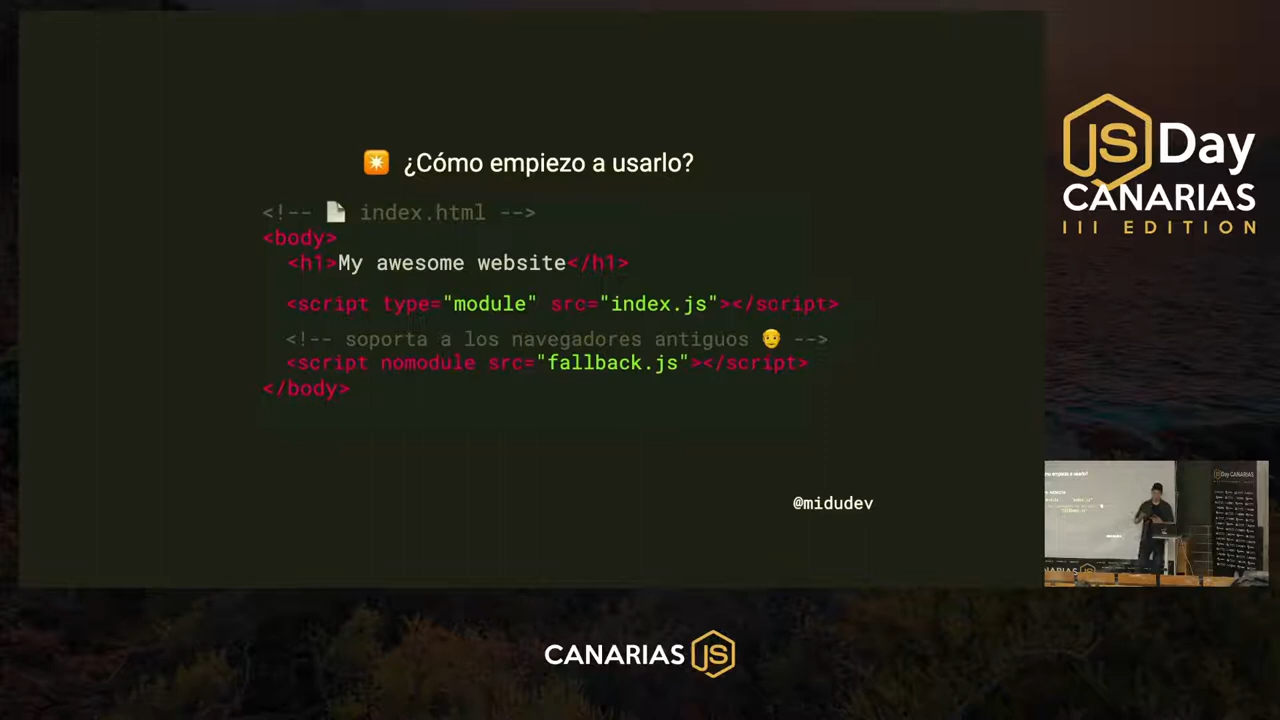 ¿Cómo empiezo a usarlo?
<!-- index.html -->
<body>
<h1>My awesome website</h1>
<script type="module" src="index.js"></script>
<!-- soporta a los navegadores antiguos -->
<script nomodule src="fallback.js"></script>
</body>
@midudev
JS Day
CANARIAS
III EDITION
CANARIAS JS